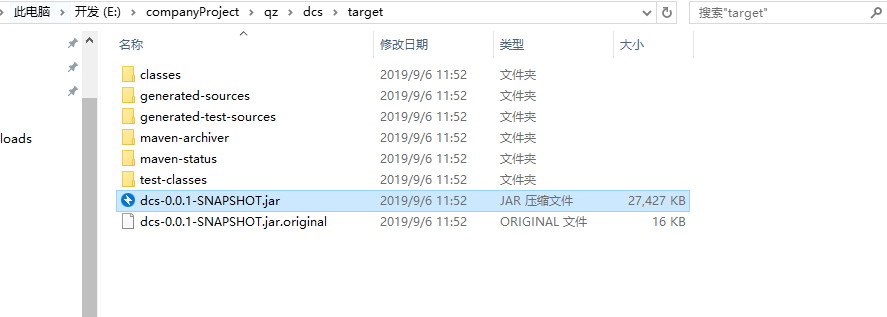 此电脑 › 开发 (E:) › companyProject › qz › dcs › target
搜索"target"
名称 修改日期 类型 大小
classes 2019/9/6 11:52 文件夹
generated-sources 2019/9/6 11:52 文件夹
generated-test-sources 2019/9/6 11:52 文件夹
loads
maven-archiver 2019/9/6 11:52 文件夹
maven-status 2019/9/6 11:52 文件夹
test-classes 2019/9/6 11:52 文件夹
dcs-0.0.1-SNAPSHOT.jar 2019/9/6 11:52 JAR 压缩文件 27,427 KB
dcs-0.0.1-SNAPSHOT.jar.original 2019/9/6 11:52 ORIGINAL 文件 16 KB